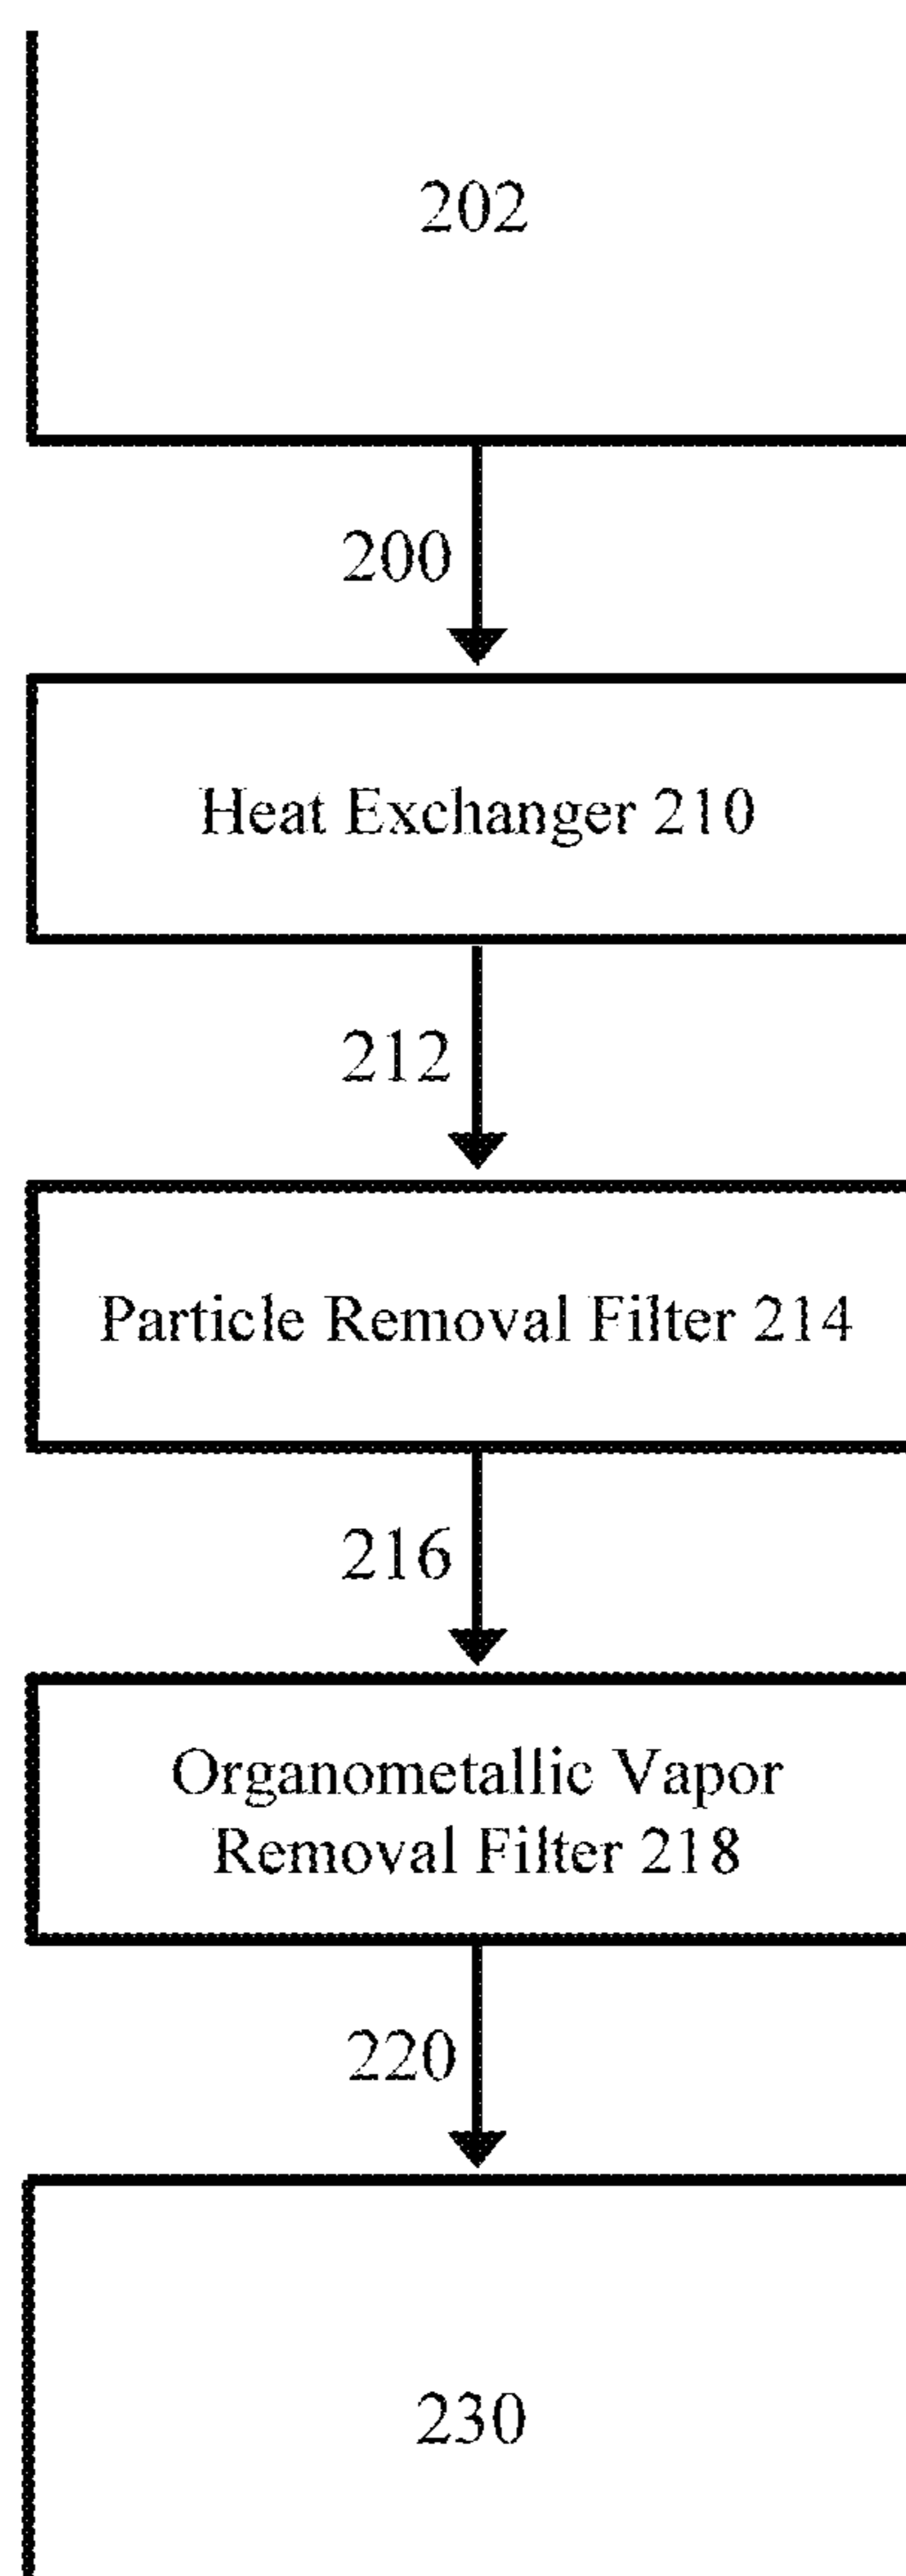 202
200
Heat Exchanger 210
212
Particle Removal Filter 214
216
Organometallic Vapor
Removal Filter 218
220
230